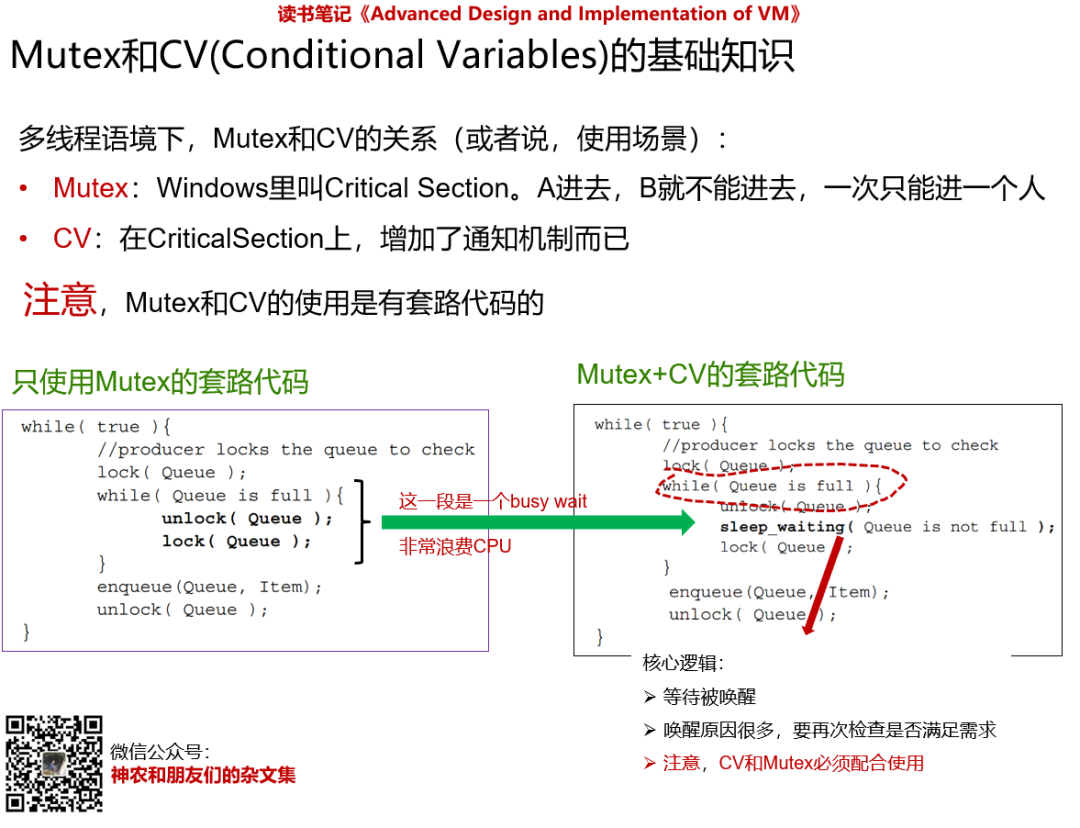 读书笔记《Advanced Design and Implementation of VM》
Mutex和CV(Conditional Variables)的基础知识
多线程语境下，Mutex和CV的关系（或者说，使用场景）：
• Mutex：Windows里叫Critical Section。A进去，B就不能进去，一次只能进一个人
• CV：在CriticalSection上，增加了通知机制而已
注意，Mutex和CV的使用是有套路代码的
只使用Mutex的套路代码
while( true ){
//producer locks the queue to check
lock( Queue );
while( Queue is full ){
unlock( Queue );
lock( Queue );
}
enqueue(Queue, Item);
unlock( Queue );
}
这一段是一个busy wait
非常浪费CPU
Mutex+CV的套路代码
while( true ){
//producer locks the queue to check
lock( Queue );
while( Queue is full ){
unlock( Queue );
sleep_waiting( Queue is not full );
lock( Queue );
}
enqueue(Queue, Item);
unlock( Queue );
}
核心逻辑：
➢ 等待被唤醒
➢ 唤醒原因很多，要再次检查是否满足需求
➢ 注意，CV和Mutex必须配合使用
微信公众号：
神农和朋友们的杂文集